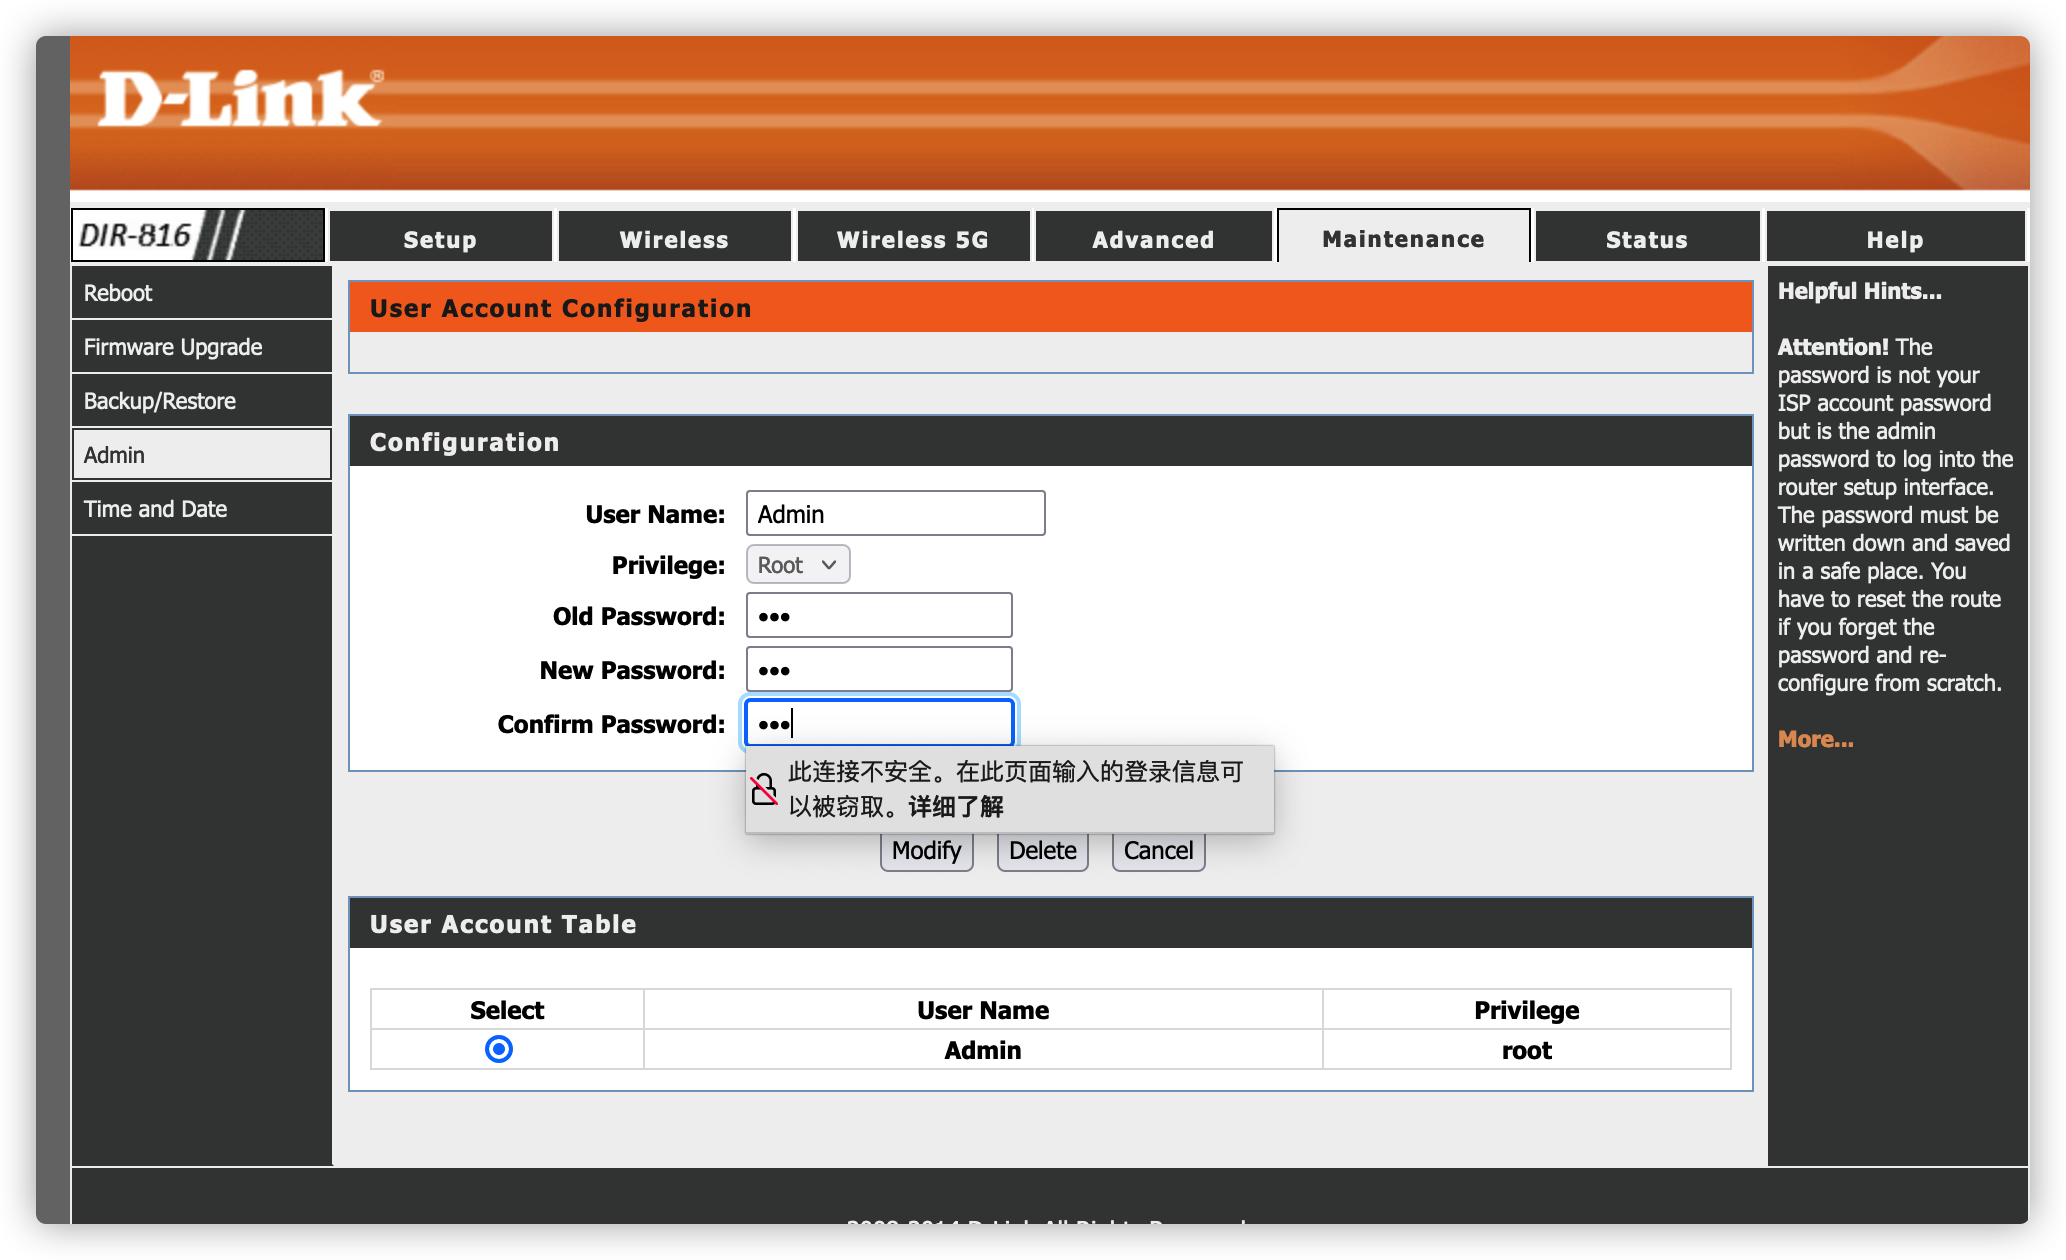 D-Link®
DIR-816
Setup
Wireless
Wireless 5G
Advanced
Maintenance
Status
Help
Reboot
Firmware Upgrade
Backup/Restore
Admin
Time and Date
User Account Configuration
Configuration
User Name:
Admin
Privilege:
Root
Old Password:
•••
New Password:
•••
Confirm Password:
•••
此连接不安全。在此页面输入的登录信息可
以被窃取。详细了解
Modify
Delete
Cancel
User Account Table
Select
User Name
Privilege
Admin
root
Helpful Hints...
Attention! The
password is not your
ISP account password
but is the admin
password to log into the
router setup interface.
The password must be
written down and saved
in a safe place. You
have to reset the route
if you forget the
password and re-
configure from scratch.
More...